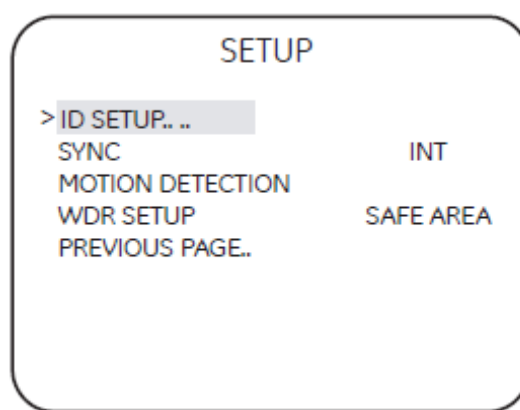 SETUP
> ID SETUP.. ..
SYNC INT
MOTION DETECTION
WDR SETUP SAFE AREA
PREVIOUS PAGE..